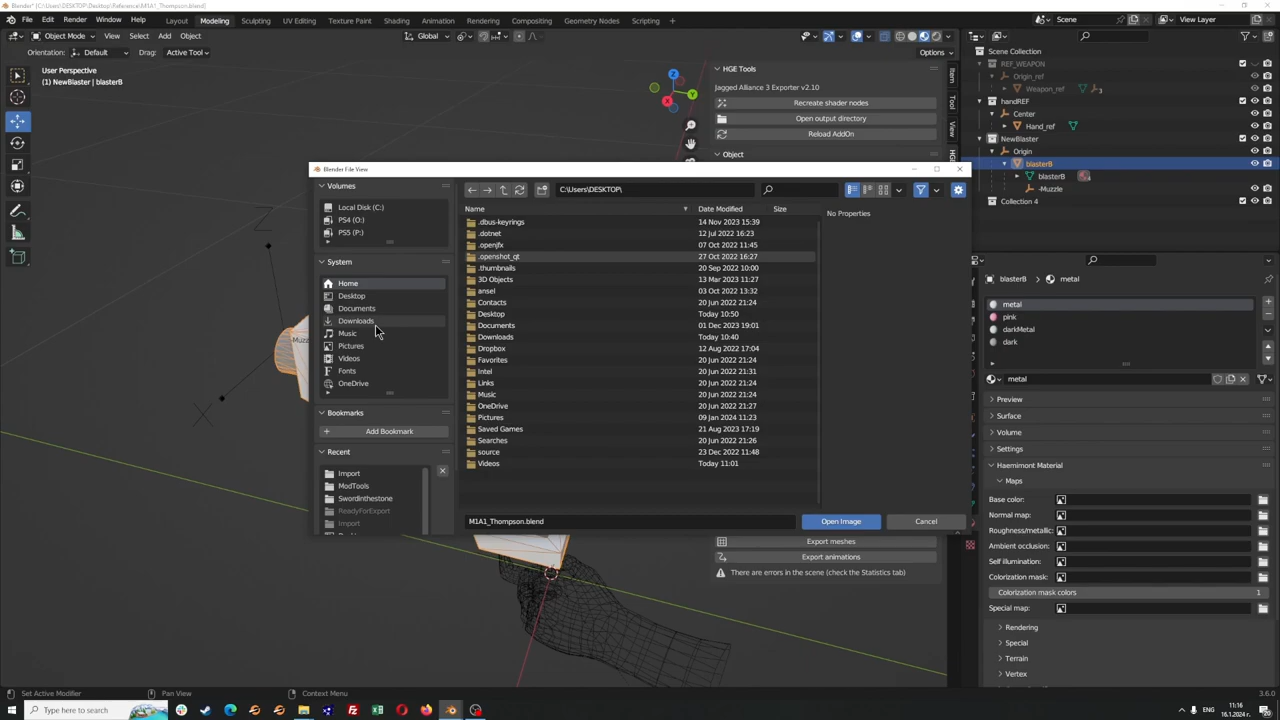 Blender* [C:\Users\DESKTOP\Desktop\Reference\M1A1_Thompson.blend]
File Edit Render Window Help
Layout Modeling Sculpting UV Editing Texture Paint Shading Animation Rendering Compositing Geometry Nodes Scripting +
Scene
View Layer
Object Mode View Select Add Object
Global
Options
Orientation: Default Drag: Active Tool
User Perspective
(1) NewBlaster | blasterB
Z
Y
X
HGE Tools
Jagged Alliance 3 Exporter v2.10
Recreate shader nodes
Open output directory
Reload AddOn
Object
Item
Tool
View
Scene Collection
REF_WEAPON
Origin_ref
Weapon_ref 3
handREF
Center
Hand_ref
NewBlaster
Origin
blasterB
blasterB
-Muzzle
Collection 4
Blender File View
Volumes
Local Disk (C:)
PS4 (O:)
PS5 (P:)
System
Home
Desktop
Documents
Downloads
Music
Pictures
Videos
Fonts
OneDrive
Bookmarks
Add Bookmark
Recent
Import
ModTools
Swordinthestone
ReadyForExport
Import
C:\Users\DESKTOP\
Name Date Modified Size
.dbus-keyrings 14 Nov 2023 15:39
.dotnet 12 Jul 2022 16:23
.openjfx 07 Oct 2022 11:45
.openshot_qt 27 Oct 2022 16:27
.thumbnails 20 Sep 2022 10:00
3D Objects 13 Mar 2023 11:27
ansel 03 Oct 2022 13:32
Contacts 20 Jun 2022 21:24
Desktop Today 10:50
Documents 01 Dec 2023 19:01
Downloads Today 10:40
Dropbox 12 Aug 2022 17:04
Favorites 20 Jun 2022 21:24
Intel 20 Jun 2022 21:31
Links 20 Jun 2022 21:24
Music 20 Jun 2022 21:24
OneDrive 20 Jun 2022 21:27
Pictures 09 Jan 2024 11:23
Saved Games 21 Aug 2023 17:19
Searches 20 Jun 2022 21:26
source 23 Dec 2022 11:48
Videos Today 11:01
No Properties
M1A1_Thompson.blend Open Image Cancel
Z
X
Export meshes
Export animations
There are errors in the scene (check the Statistics tab)
blasterB > metal
metal
pink
darkMetal
dark
metal
Preview
Surface
Volume
Settings
Haemimont Material
Maps
Base color:
Normal map:
Roughness/metallic:
Ambient occlusion:
Self illumination:
Colorization mask:
Colorization mask colors 1
Special map:
Rendering
Special
Terrain
Vertex
Set Active Modifier Pan View Context Menu
3.6.0
Type here to search
ENG
11:16
16.1.2024 г.